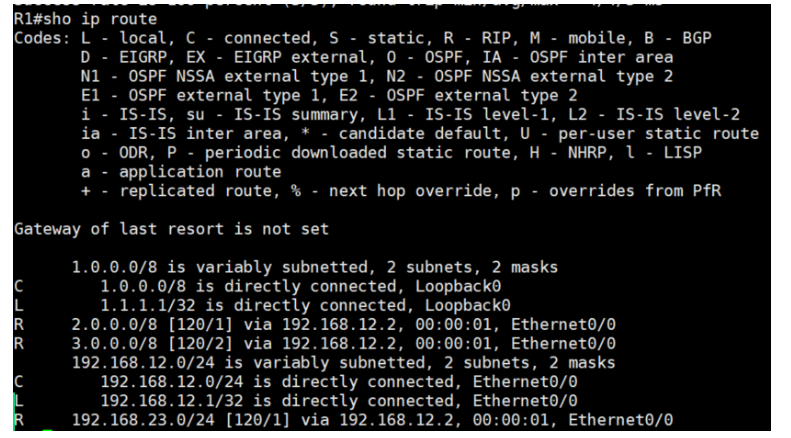 R1#sho ip route
Codes: L - local, C - connected, S - static, R - RIP, M - mobile, B - BGP
       D - EIGRP, EX - EIGRP external, O - OSPF, IA - OSPF inter area
       N1 - OSPF NSSA external type 1, N2 - OSPF NSSA external type 2
       E1 - OSPF external type 1, E2 - OSPF external type 2
       i - IS-IS, su - IS-IS summary, L1 - IS-IS level-1, L2 - IS-IS level-2
       ia - IS-IS inter area, * - candidate default, U - per-user static route
       o - ODR, P - periodic downloaded static route, H - NHRP, l - LISP
       a - application route
       + - replicated route, % - next hop override, p - overrides from PfR

Gateway of last resort is not set

      1.0.0.0/8 is variably subnetted, 2 subnets, 2 masks
C        1.0.0.0/8 is directly connected, Loopback0
L        1.1.1.1/32 is directly connected, Loopback0
R     2.0.0.0/8 [120/1] via 192.168.12.2, 00:00:01, Ethernet0/0
R     3.0.0.0/8 [120/2] via 192.168.12.2, 00:00:01, Ethernet0/0
      192.168.12.0/24 is variably subnetted, 2 subnets, 2 masks
C        192.168.12.0/24 is directly connected, Ethernet0/0
L        192.168.12.1/32 is directly connected, Ethernet0/0
R     192.168.23.0/24 [120/1] via 192.168.12.2, 00:00:01, Ethernet0/0